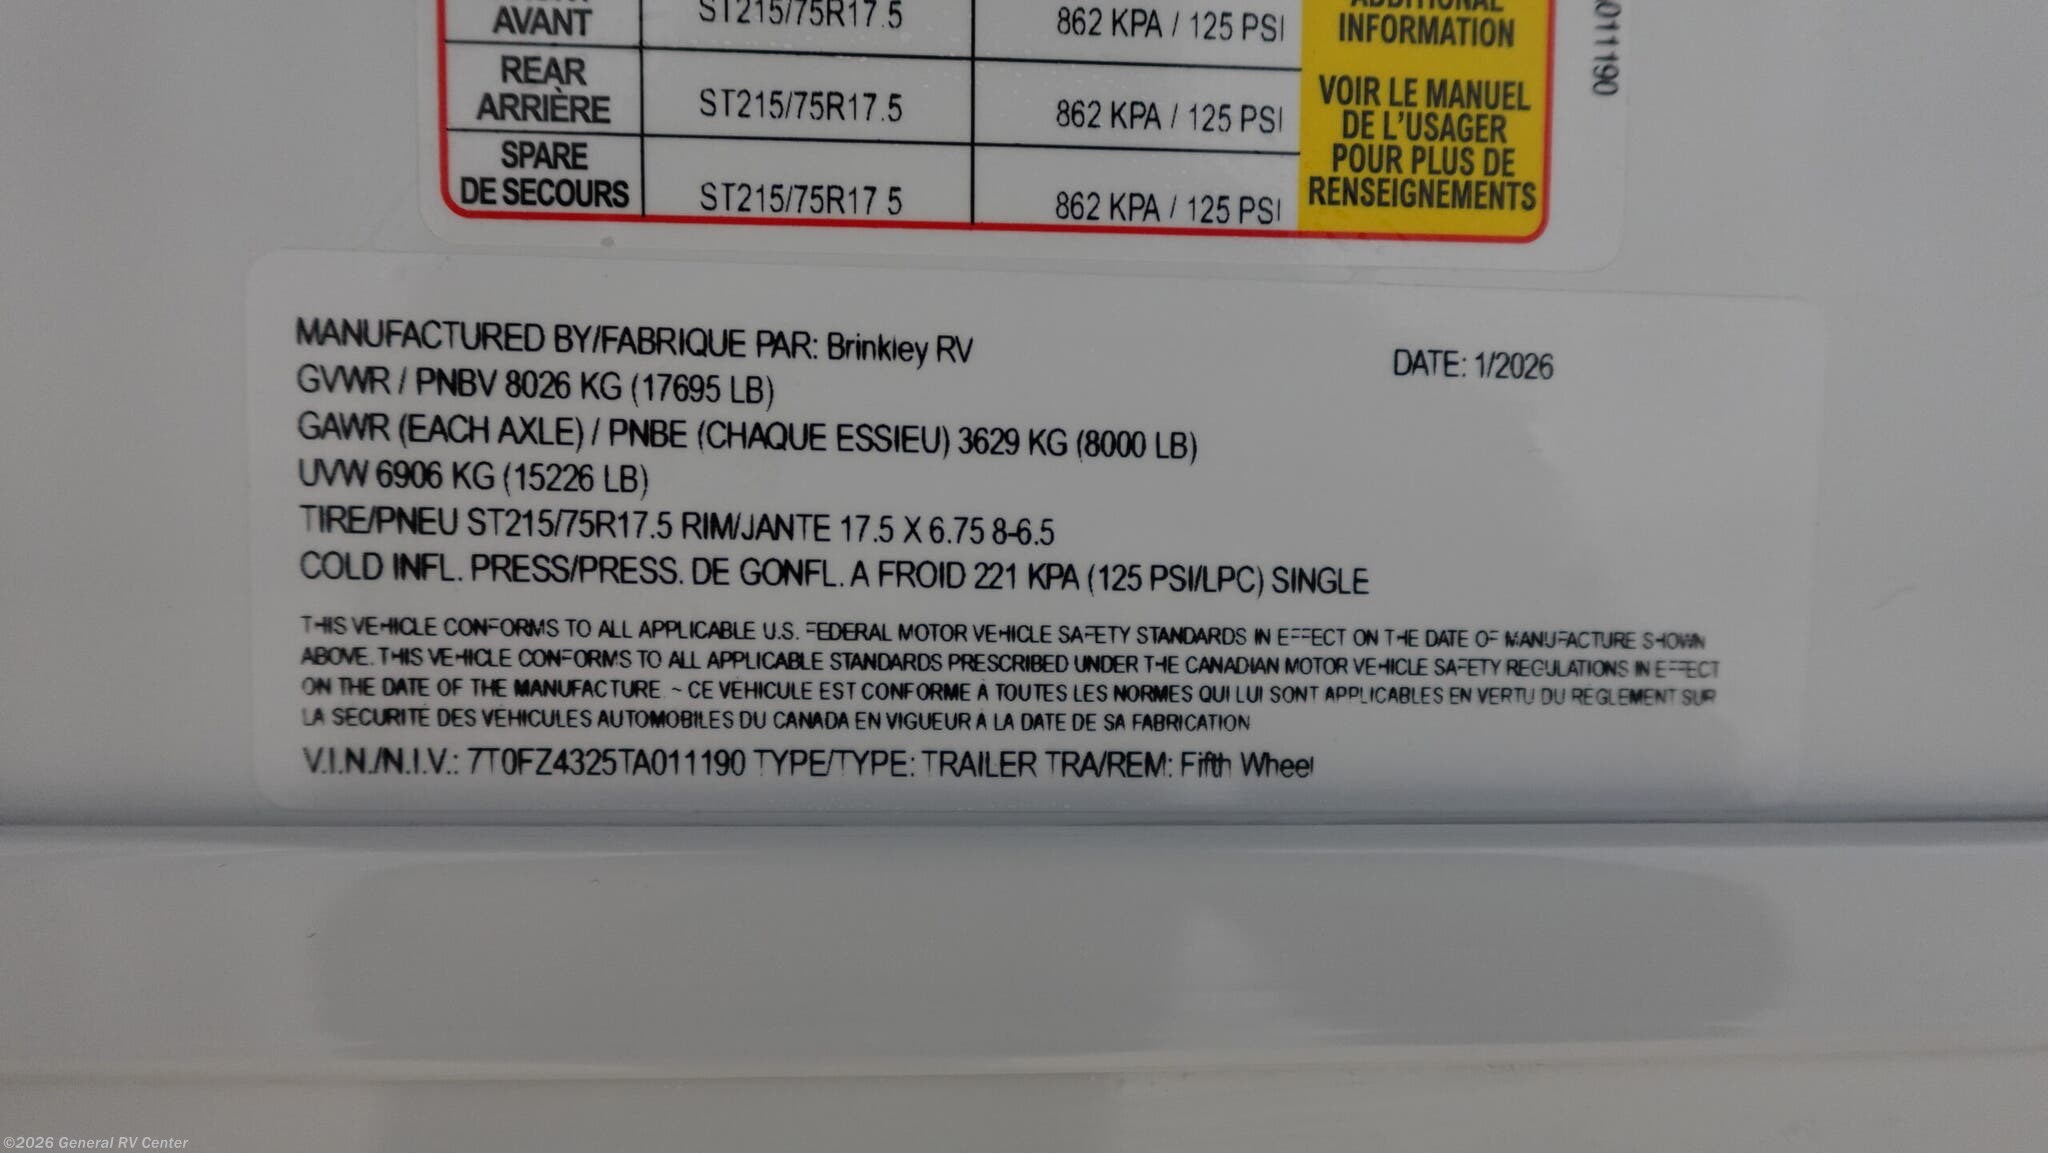 AVANT ST215/75R17.5 862 KPA / 125 PSI
REAR
ARRIÈRE ST215/75R17.5 862 KPA / 125 PSI
SPARE
DE SECOURS ST215/75R17 5 862 KPA / 125 PSI
ADDITIONAL
INFORMATION
VOIR LE MANUEL
DE L'USAGER
POUR PLUS DE
RENSEIGNEMENTS
011190
MANUFACTURED BY/FABRIQUE PAR: Brinkley RV
DATE: 1/2026
GVWR / PNBV 8026 KG (17695 LB)
GAWR (EACH AXLE) / PNBE (CHAQUE ESSIEU) 3629 KG (8000 LB)
UVW 6906 KG (15226 LB)
TIRE/PNEU ST215/75R17.5 RIM/JANTE 17.5 X 6.75 8-6.5
COLD INFL. PRESS/PRESS. DE GONFL. A FROID 221 KPA (125 PSI/LPC) SINGLE
THIS VEHICLE CONFORMS TO ALL APPLICABLE U.S. FEDERAL MOTOR VEHICLE SAFETY STANDARDS IN EFFECT ON THE DATE OF MANUFACTURE SHOWN
ABOVE. THIS VEHICLE CONFORMS TO ALL APPLICABLE STANDARDS PRESCRIBED UNDER THE CANADIAN MOTOR VEHICLE SAFETY REGULATIONS IN EFFECT
ON THE DATE OF THE MANUFACTURE. ~ CE VÉHICULE EST CONFORME À TOUTES LES NORMES QUI LUI SONT APPLICABLES EN VERTU DU RÈGLEMENT SUR
LA SÉCURITÉ DES VÉHICULES AUTOMOBILES DU CANADA EN VIGUEUR À LA DATE DE SA FABRICATION
V.I.N./N.I.V.: 7T0FZ4325TA011190 TYPE/TYPE: TRAILER TRA/REM: Fifth Wheel
©2026 General RV Center